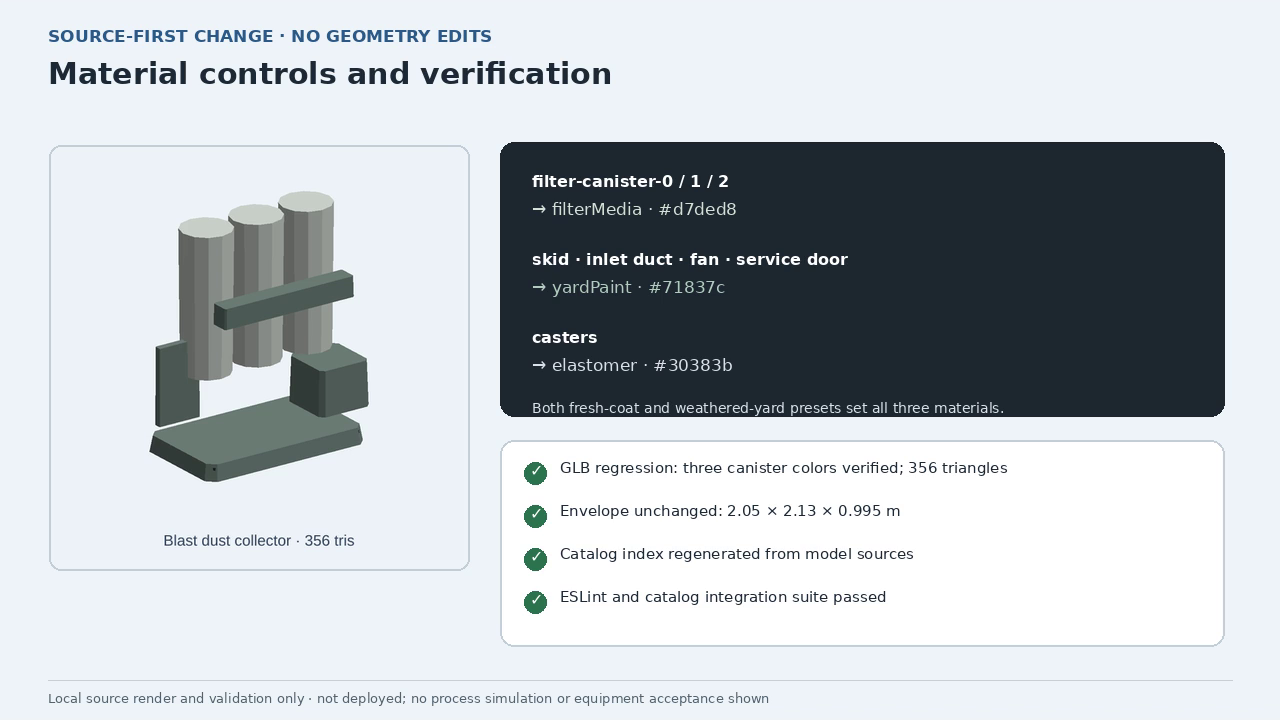 SOURCE-FIRST CHANGE · NO GEOMETRY EDITS
Material controls and verification
Blast dust collector · 356 tris
filter-canister-0 / 1 / 2
→ filterMedia · #d7ded8
skid · inlet duct · fan · service door
→ yardPaint · #71837c
casters
→ elastomer · #30383b
Both fresh-coat and weathered-yard presets set all three materials.
✓ GLB regression: three canister colors verified; 356 triangles
✓ Envelope unchanged: 2.05 × 2.13 × 0.995 m
✓ Catalog index regenerated from model sources
✓ ESLint and catalog integration suite passed
Local source render and validation only · not deployed; no process simulation or equipment acceptance shown